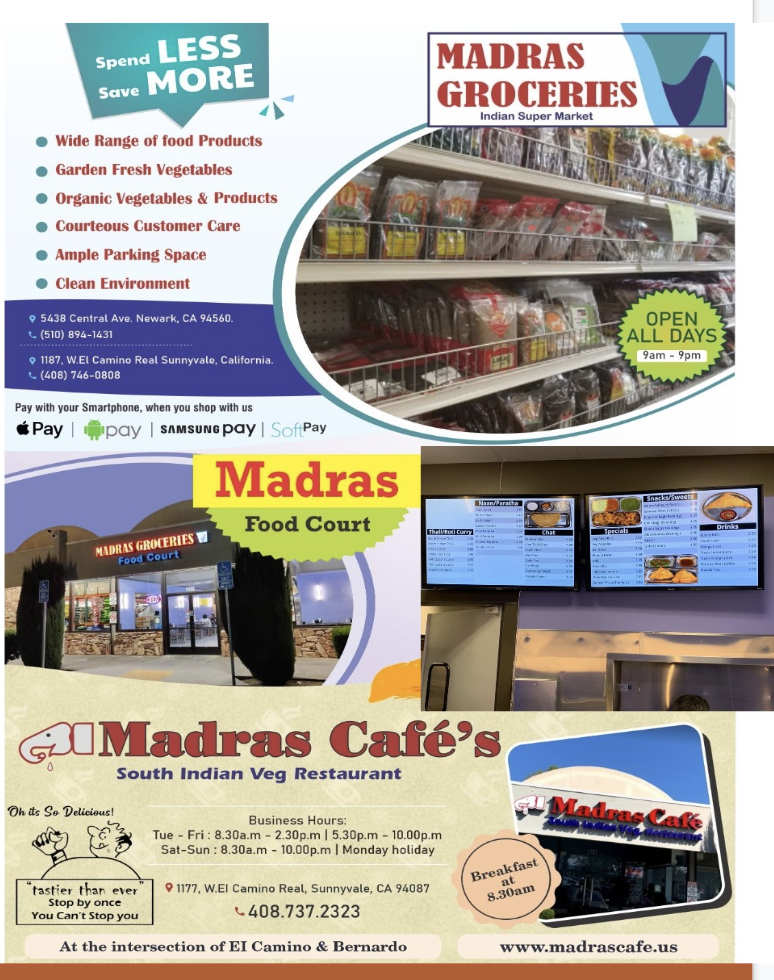 Spend LESS
Save MORE
MADRAS
GROCERIES
Indian Super Market
Wide Range of food Products
Garden Fresh Vegetables
Organic Vegetables & Products
Courteous Customer Care
Ample Parking Space
Clean Environment
5438 Central Ave. Newark, CA 94560.
(510) 894-1431
1187, W.El Camino Real Sunnyvale, California.
(408) 746-0808
OPEN
ALL DAYS
9am - 9pm
Pay with your Smartphone, when you shop with us
Pay | pay | SAMSUNG pay | SoftPay
Madras
Food Court
MADRAS GROCERIES
Food Court
Naan/Paratha
Thali/Roti Curry
Chat
Snacks/Sweets
Specials
Drinks
Madras Café's
South Indian Veg Restaurant
Oh its So Delicious!
"tastier than ever"
Stop by once
You Can't Stop you
Business Hours:
Tue - Fri : 8.30a.m - 2.30p.m | 5.30p.m - 10.00p.m
Sat-Sun : 8.30a.m - 10.00p.m | Monday holiday
1177, W.El Camino Real, Sunnyvale, CA 94087
408.737.2323
Madras Café
South Indian Veg. Restaurant
Breakfast
at
8.30am
At the intersection of EI Camino & Bernardo
www.madrascafe.us